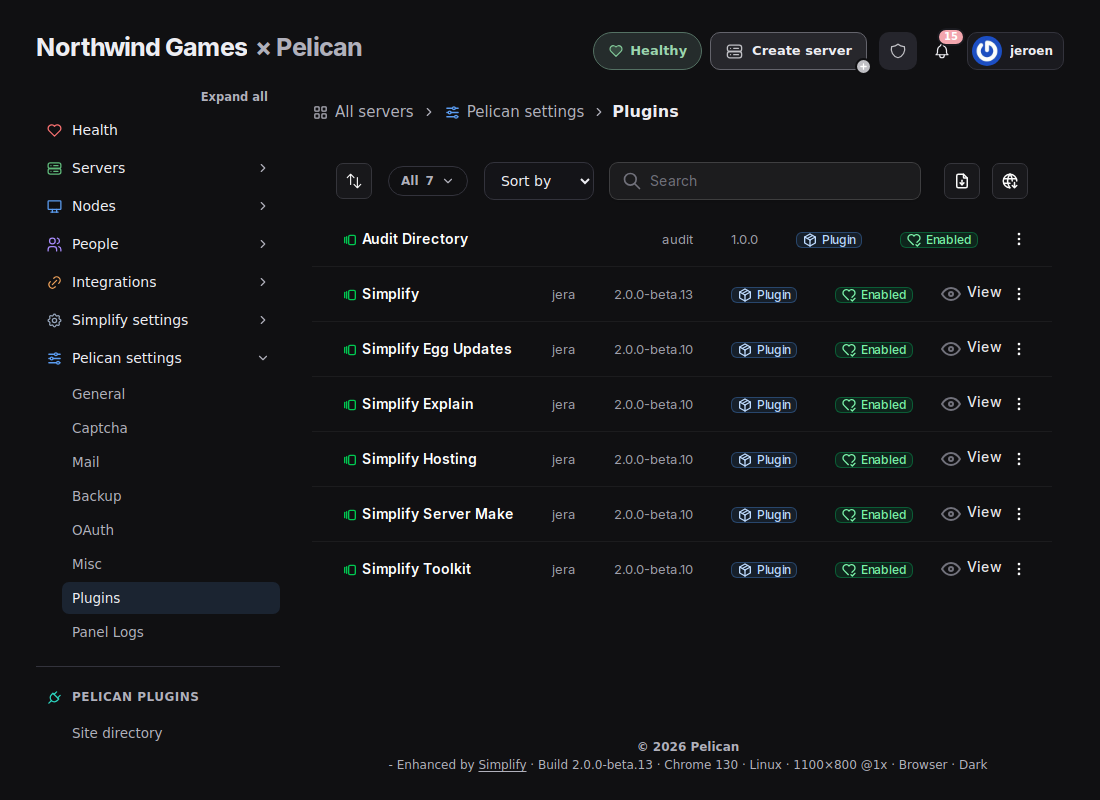 Northwind Games × Pelican
Healthy
Create server
15
jeroen
Expand all
Health
Servers
Nodes
People
Integrations
Simplify settings
Pelican settings
General
Captcha
Mail
Backup
OAuth
Misc
Plugins
Panel Logs
PELICAN PLUGINS
Site directory
All servers > Pelican settings > Plugins
All 7
Sort by
Search
Audit Directory audit 1.0.0 Plugin Enabled
Simplify jera 2.0.0-beta.13 Plugin Enabled View
Simplify Egg Updates jera 2.0.0-beta.10 Plugin Enabled View
Simplify Explain jera 2.0.0-beta.10 Plugin Enabled View
Simplify Hosting jera 2.0.0-beta.10 Plugin Enabled View
Simplify Server Make jera 2.0.0-beta.10 Plugin Enabled View
Simplify Toolkit jera 2.0.0-beta.10 Plugin Enabled View
© 2026 Pelican
- Enhanced by Simplify · Build 2.0.0-beta.13 · Chrome 130 · Linux · 1100×800 @1x · Browser · Dark